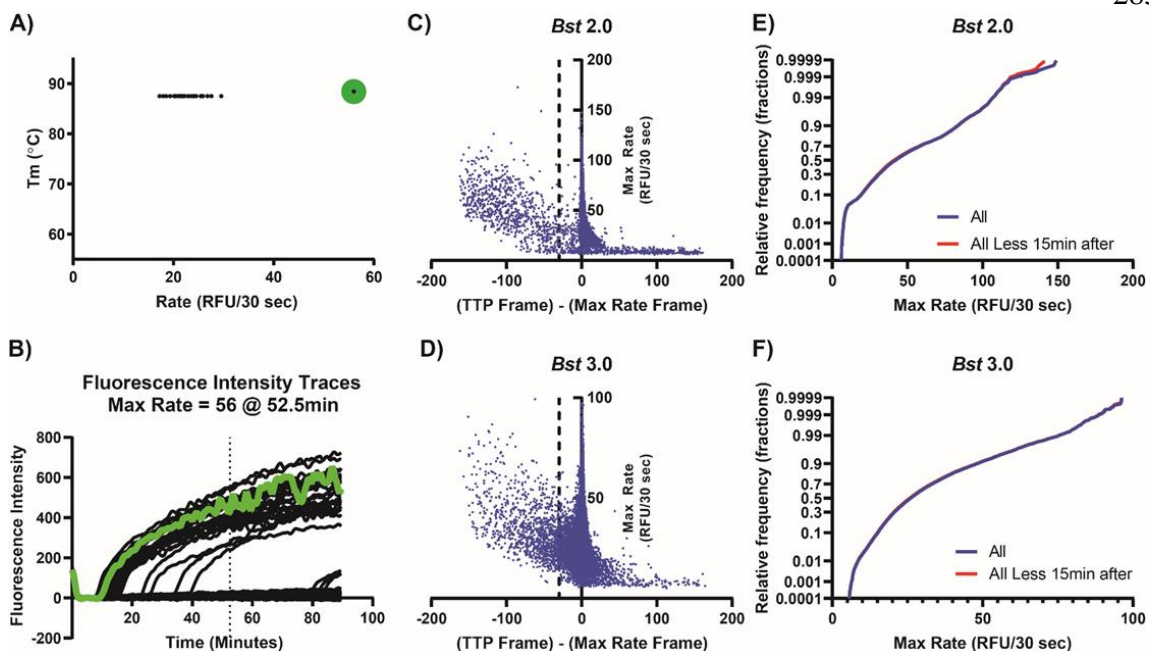 A)
90
80
70
60
Tm (°C)
0
20
40
60
Rate (RFU/30 sec)
B)
Fluorescence Intensity Traces
Max Rate = 56 @ 52.5min
800
600
400
200
0
-200
Fluorescence Intensity
0
20
40
60
80
100
Time (Minutes)
C)
Bst 2.0
200
150
100
50
Max Rate
(RFU/30 sec)
-200
-100
0
100
200
(TTP Frame) - (Max Rate Frame)
D)
Bst 3.0
100
50
Max Rate
(RFU/30 sec)
-200
-100
0
100
200
(TTP Frame) - (Max Rate Frame)
E)
Bst 2.0
0.9999
0.999
0.99
0.9
0.7
0.5
0.3
0.1
0.01
0.001
0.0001
Relative frequency (fractions)
All
All Less 15min after
0
50
100
150
200
Max Rate (RFU/30 sec)
F)
Bst 3.0
0.9999
0.999
0.99
0.9
0.7
0.5
0.3
0.1
0.01
0.001
0.0001
Relative frequency (fractions)
All
All Less 15min after
0
50
100
Max Rate (RFU/30 sec)